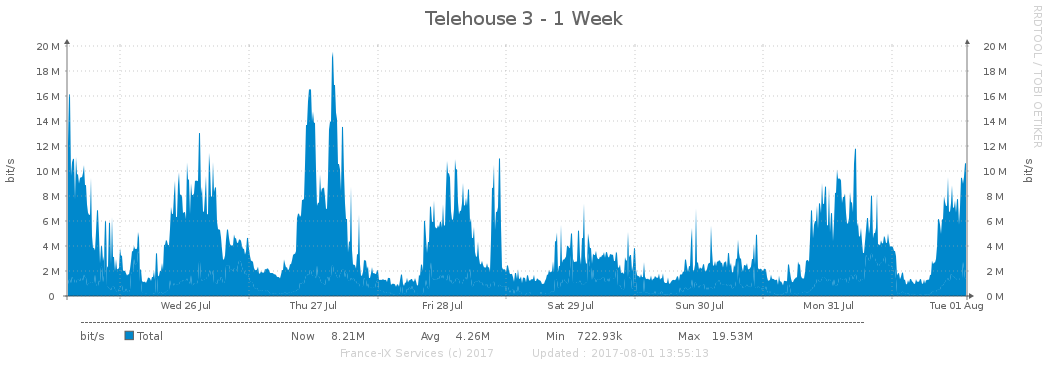 Telehouse 3 - 1 Week
RRDTOOL / TOBI OETIKER
20 M 20 M
18 M 18 M
16 M 16 M
14 M 14 M
12 M 12 M
10 M 10 M
8 M 8 M
6 M 6 M
4 M 4 M
2 M 2 M
0 0 M
bit/s
bit/s
Wed 26 Jul Thu 27 Jul Fri 28 Jul Sat 29 Jul Sun 30 Jul Mon 31 Jul Tue 01 Aug
bit/s Total Now 8.21M Avg 4.26M Min 722.93k Max 19.53M
France-IX Services (c) 2017 Updated : 2017-08-01 13:55:13